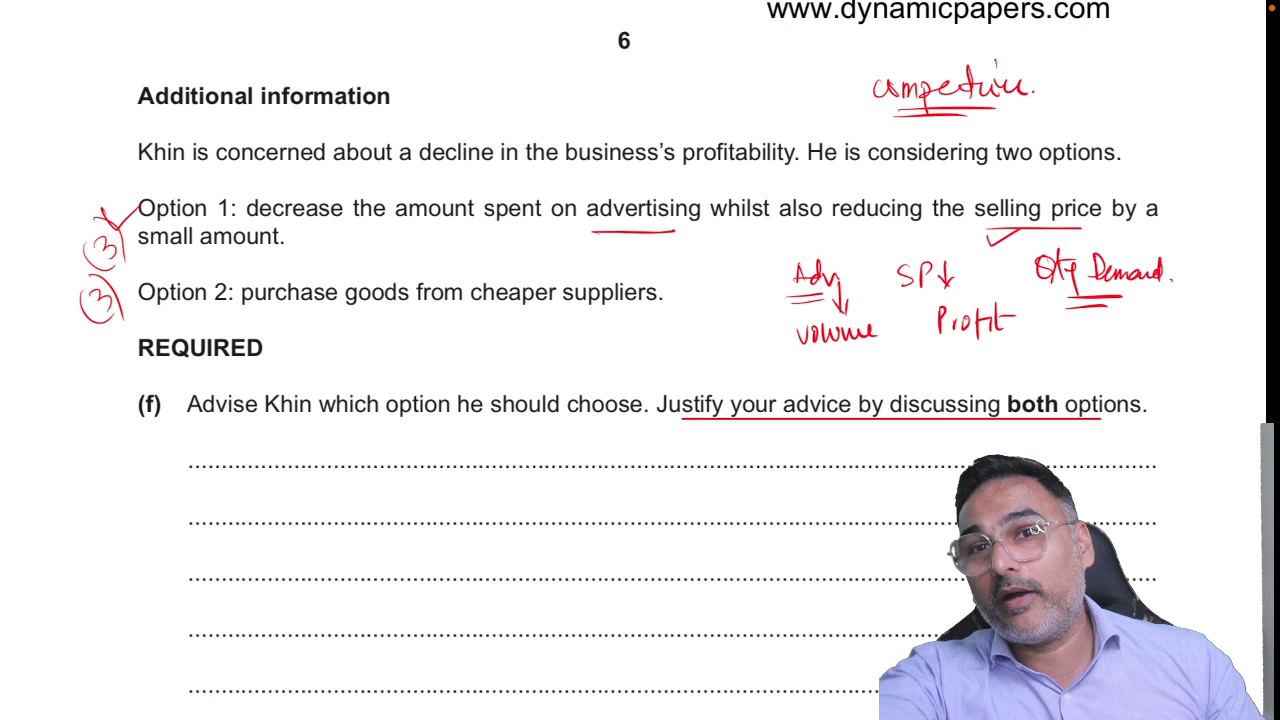 www.dynamicpapers.com
6
Additional information
competitive.
Khin is concerned about a decline in the business's profitability. He is considering two options.
Option 1: decrease the amount spent on advertising whilst also reducing the selling price by a
small amount.
(3)
Adv SP↓ Qty Demand.
(3) Option 2: purchase goods from cheaper suppliers.
volume Profit
REQUIRED
(f) Advise Khin which option he should choose. Justify your advice by discussing both options.